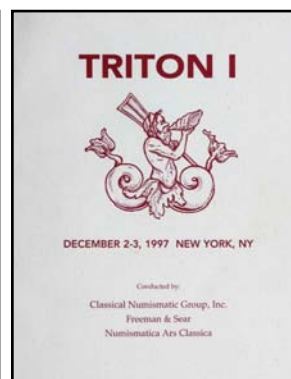 TRITON I
DECEMBER 2-3, 1997 NEW YORK, NY
Conducted by:
Classical Numismatic Group, Inc.
Freeman & Sear
Numismatica Ars Classica